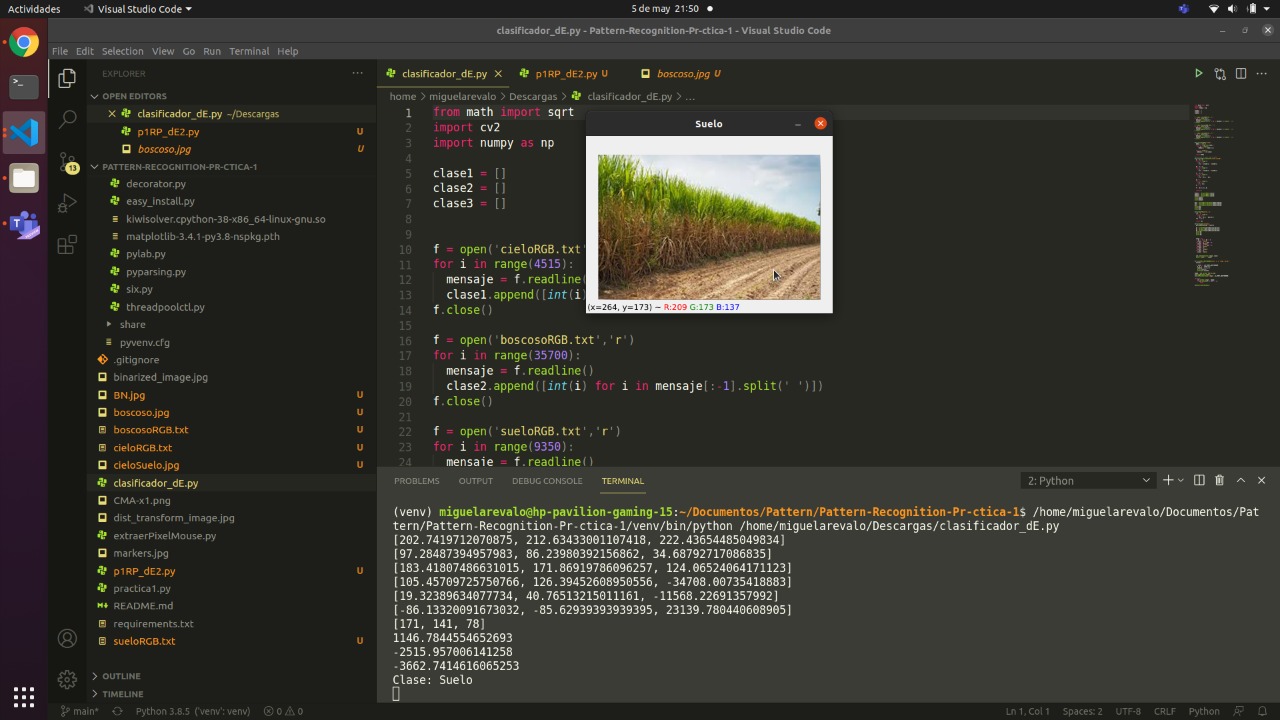 Actividades
Visual Studio Code
5 de may 21:50
clasificador_dE.py - Pattern-Recognition-Pr-ctica-1 - Visual Studio Code
File Edit Selection View Go Run Terminal Help
EXPLORER
OPEN EDITORS
clasificador_dE.py ~/Descargas
p1RP_dE2.py U
boscoso.jpg U
13
PATTERN-RECOGNITION-PR-CTICA-1
decorator.py
easy_install.py
kiwisolver.cpython-38-x86_64-linux-gnu.so
matplotlib-3.4.1-py3.8-nspkg.pth
pylab.py
pyparsing.py
six.py
threadpoolctl.py
share
pyvenv.cfg
.gitignore
binarized_image.jpg
BN.jpg U
boscoso.jpg U
boscosoRGB.txt U
cieloRGB.txt U
cieloSuelo.jpg U
clasificador_dE.py
CMA-x1.png
dist_transform_image.jpg
extraerPixelMouse.py
markers.jpg
p1RP_dE2.py U
practica1.py
README.md
requirements.txt
sueloRGB.txt U
OUTLINE
TIMELINE
clasificador_dE.py
p1RP_dE2.py U
boscoso.jpg U
home > miguelarevalo > Descargas > clasificador_dE.py > ...
1 from math import sqrt
2 import cv2
3 import numpy as np
4
5 clase1 = []
6 clase2 = []
7 clase3 = []
8
9
10 f = open('cieloRGB.txt'
11 for i in range(4515):
12 mensaje = f.readline(
13 clase1.append([int(i)
14 f.close()
15
16 f = open('boscosoRGB.txt','r')
17 for i in range(35700):
18 mensaje = f.readline()
19 clase2.append([int(i) for i in mensaje[:-1].split(' ')])
20 f.close()
21
22 f = open('sueloRGB.txt','r')
23 for i in range(9350):
24 mensaje = f.readline()
Suelo
(x=264, y=173) ~ R:209 G:173 B:137
PROBLEMS OUTPUT DEBUG CONSOLE TERMINAL
2: Python
(venv) miguelarevalo@hp-pavilion-gaming-15:~/Documentos/Pattern/Pattern-Recognition-Pr-ctica-1$ /home/miguelarevalo/Documentos/Pat
tern/Pattern-Recognition-Pr-ctica-1/venv/bin/python /home/miguelarevalo/Descargas/clasificador_dE.py
[202.7419712070875, 212.63433001107418, 222.43654485049834]
[97.28487394957983, 86.23980392156862, 34.68792717086835]
[183.41807486631015, 171.86919786096257, 124.06524064171123]
[105.45709725750766, 126.39452608950556, -34708.00735418883]
[19.32389634077734, 40.76513215011161, -11568.22691357992]
[-86.13320091673032, -85.62939393939395, 23139.780440608905]
[171, 141, 78]
1146.7844554652693
-2515.957006141258
-3662.7414616065253
Clase: Suelo
main* Python 3.8.5 ('venv': venv) 0 0
Ln 1, Col 1 Spaces: 2 UTF-8 CRLF Python